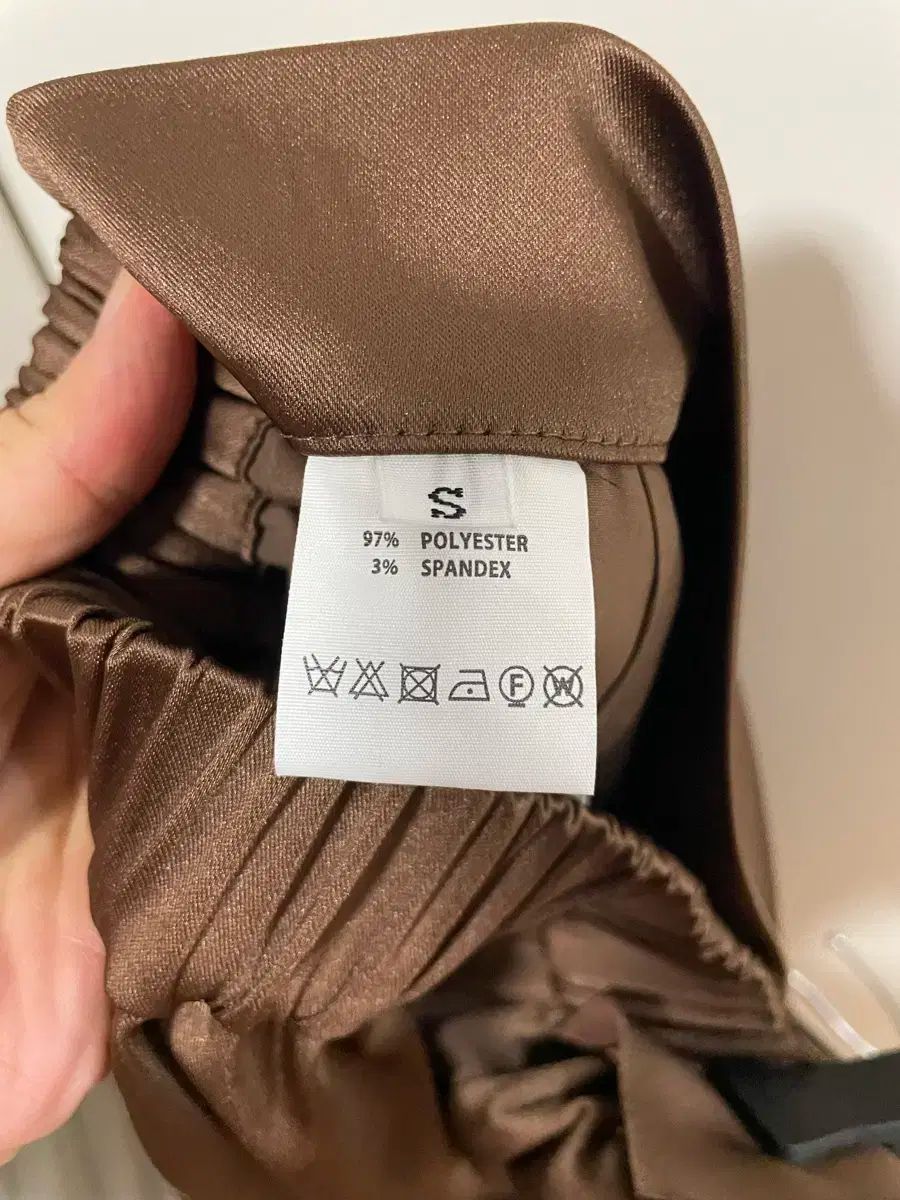 S
97% POLYESTER
3% SPANDEX
F W